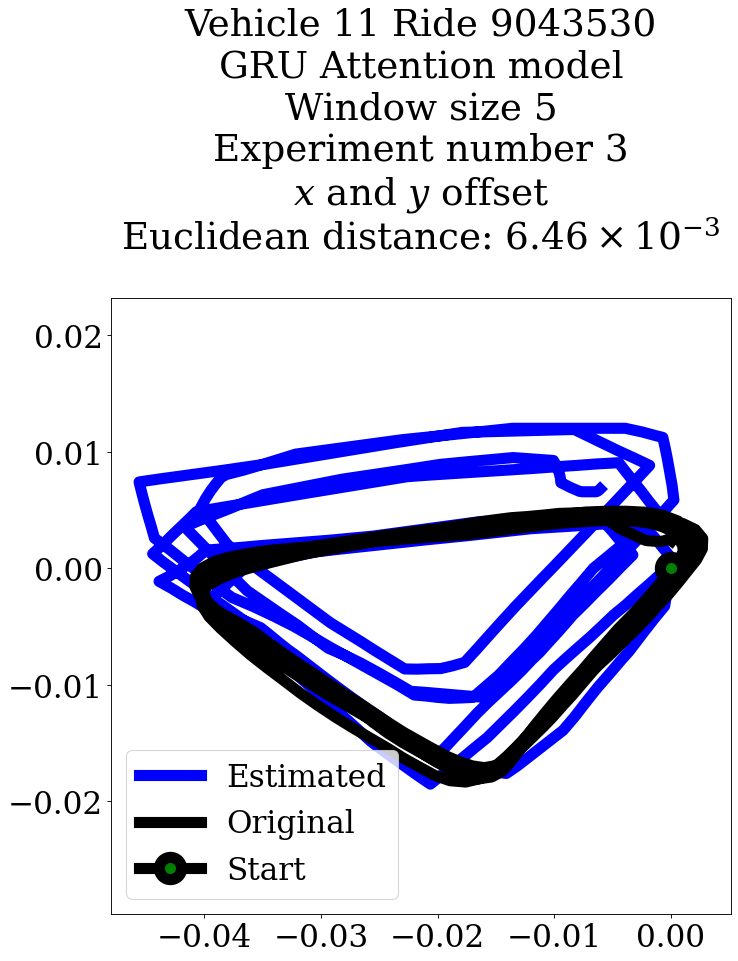 Vehicle 11 Ride 9043530
GRU Attention model
Window size 5
Experiment number 3
x and y offset
Euclidean distance: 6.46 × 10⁻³
0.02
0.01
0.00
−0.01
−0.02
Estimated
Original
Start
−0.04 −0.03 −0.02 −0.01 0.00